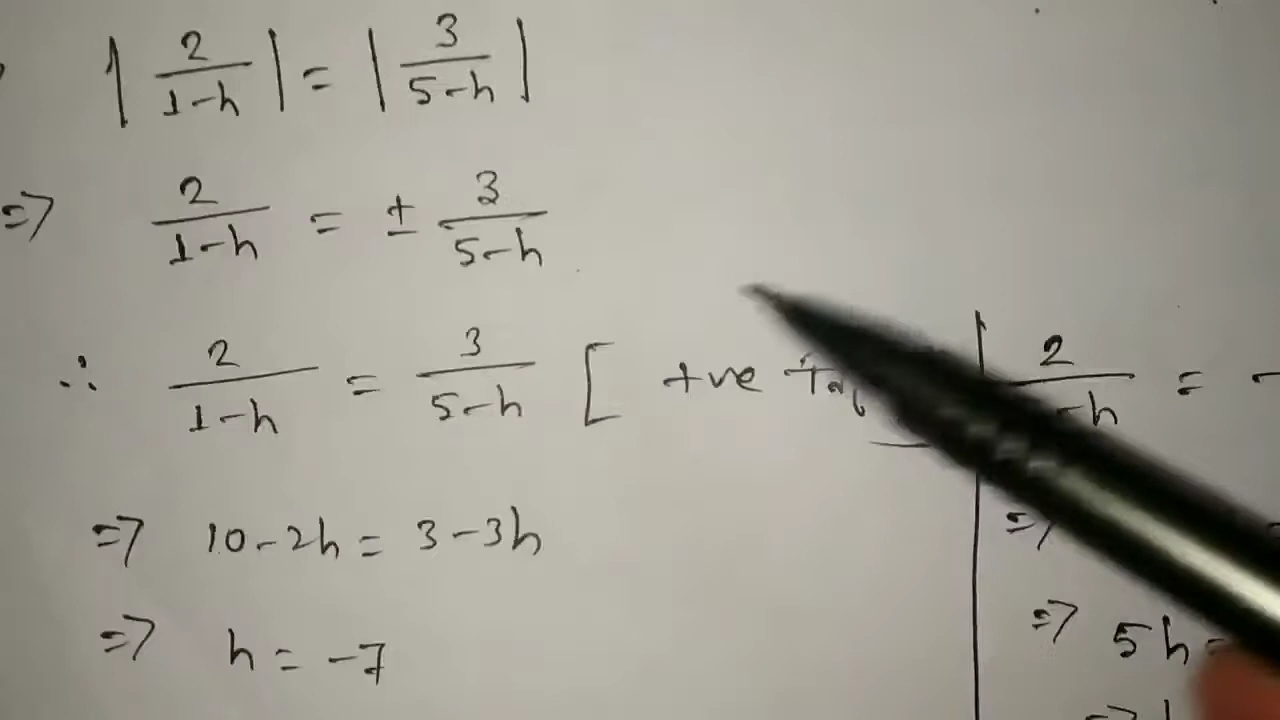 | 2/(1-h) | = | 3/(5-h) |
=> 2/(1-h) = ± 3/(5-h)
∴ 2/(1-h) = 3/(5-h) [ +ve
=> 10-2h = 3-3h
=> h = -7
2/ -h = -
=>
=> 5h =
=>